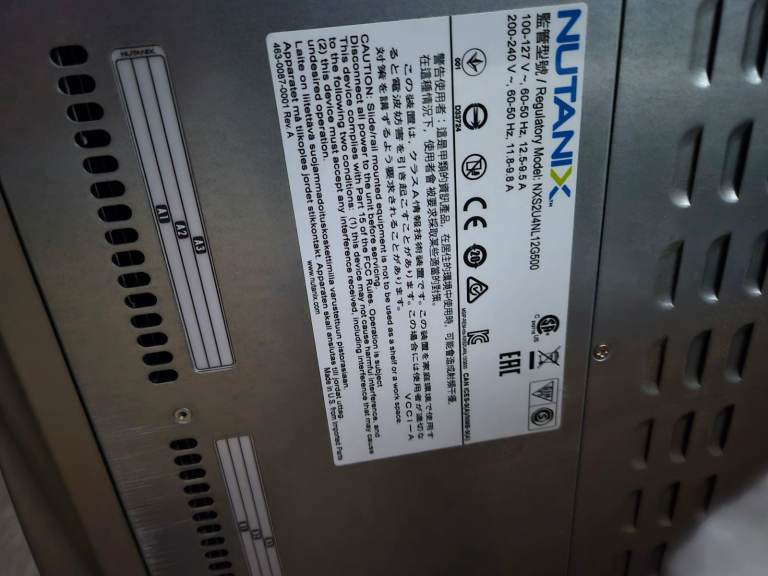 NUTANIX™
監管型號 / Regulatory Model: NXS2U4NL12G500
100-127 V ~, 60-50 Hz, 12.5-9.5 A
200-240 V ~, 60-50 Hz, 11.8-9.8 A
C US
001
D33724
CE
20
EAC
警告使用者：這是甲類的資訊產品，在居住的環境中使用時，可能會造成射頻干擾，
在這種情況下，使用者會被要求採取某些適當的對策。
この装置は、クラスA情報技術装置です。この装置を家庭環境で使用す
ると電波妨害を引き起こすことがあります。この場合には使用者が適切な
対策を講ずるよう要求されることがあります。 VCCI-A
CAUTION: Slide/rail mounted equipment is not to be used as a shelf or a work space.
Disconnect all power to the unit before servicing.
This device complies with Part 15 of the FCC Rules. Operation is subject
to the following two conditions: (1) this device may not cause harmful interference, and
(2) this device must accept any interference received, including interference that may cause
undesired operation.
Laite on liitettävä suojamaadoituskoskettimilla varustettuun pistorasiaan.
Apparatet må tilkoples jordet stikkontakt. Apparaten skall anslutas till jordat uttag.
463-0087-0001 Rev. A
www.nutanix.com
Made in U.S. from Imported Parts
NUTANIX
A3
A2
A1